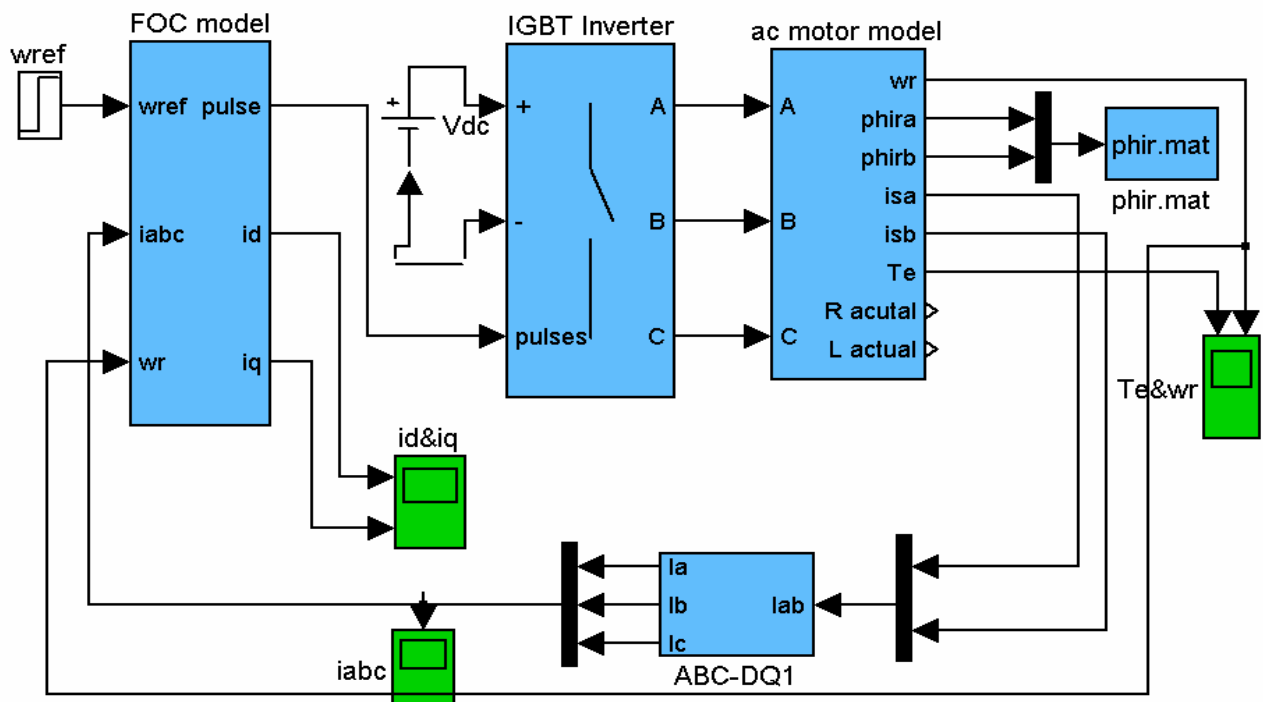 FOC model
wref
wref
pulse
iabc
id
wr
iq
+
Vdc
IGBT Inverter
+
A
-
B
pulses
C
ac motor model
A
wr
phira
phirb
isa
B
isb
Te
R acutal
C
L actual
phir.mat
phir.mat
Te&wr
id&iq
Ia
Ib
Iab
Ic
ABC-DQ1
iabc